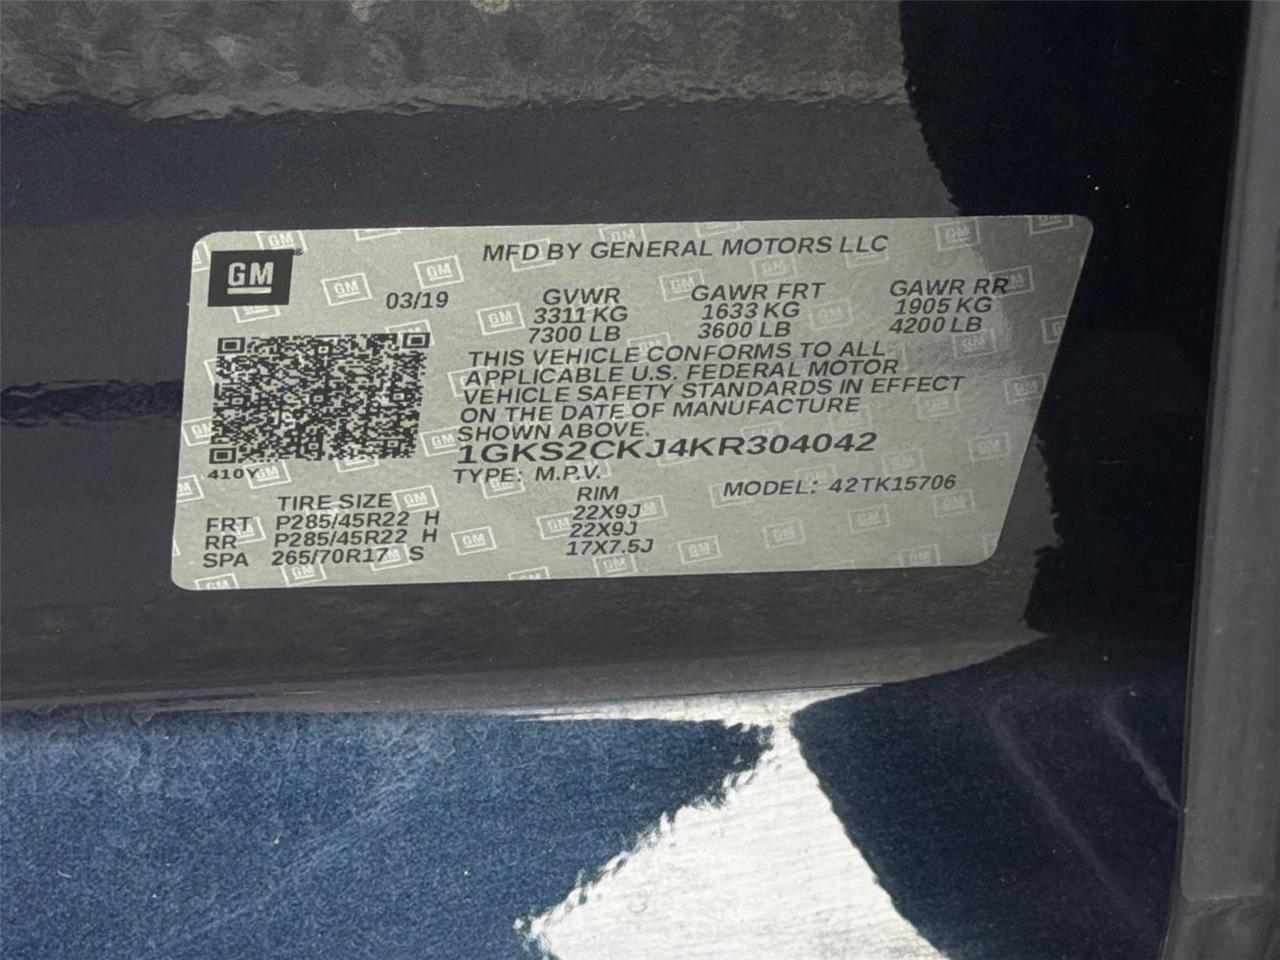 GM
MFD BY GENERAL MOTORS LLC
03/19 GVWR GAWR FRT GAWR RR
3311 KG 1633 KG 1905 KG
7300 LB 3600 LB 4200 LB
THIS VEHICLE CONFORMS TO ALL
APPLICABLE U.S. FEDERAL MOTOR
VEHICLE SAFETY STANDARDS IN EFFECT
ON THE DATE OF MANUFACTURE
SHOWN ABOVE.
1GKS2CKJ4KR304042
410Y
TYPE: M.P.V.
MODEL: 42TK15706
TIRE SIZE RIM
FRT P285/45R22 H 22X9J
RR P285/45R22 H 22X9J
SPA 265/70R17 S 17X7.5J